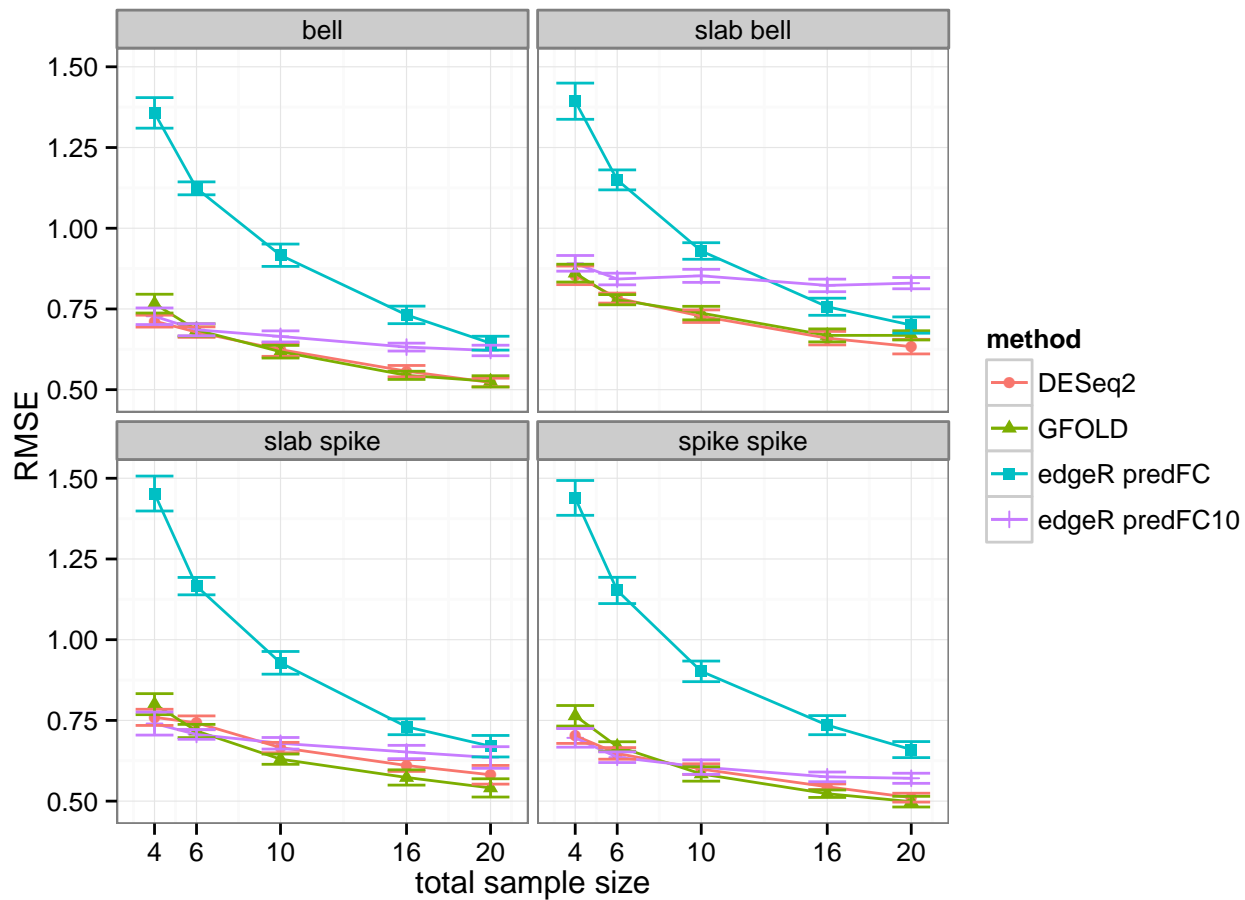 bell
slab bell
1.50
1.25
1.00
0.75
0.50
slab spike
spike spike
1.50
1.25
1.00
0.75
0.50
RMSE
4 6 10 16 20
4 6 10 16 20
total sample size
method
DESeq2
GFOLD
edgeR predFC
edgeR predFC10